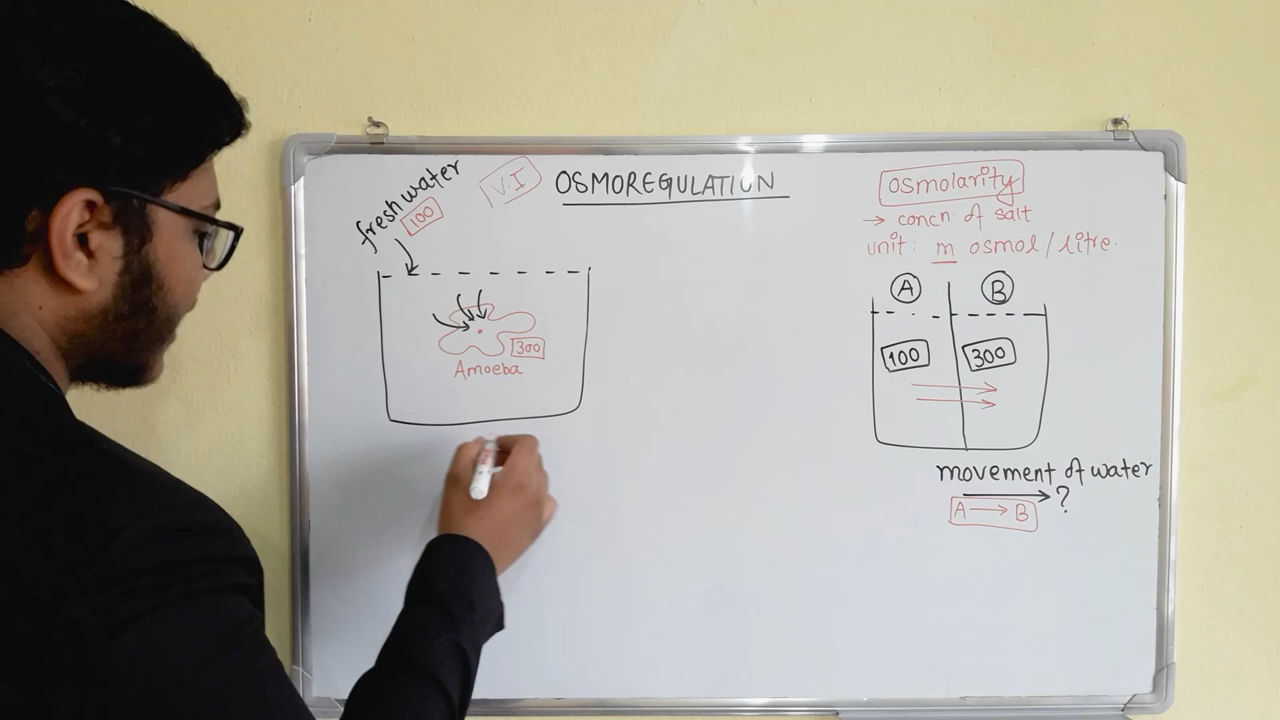 fresh water
100
V.I
OSMOREGULATION
300
Amoeba
Osmolarity
→ concn. of salt
unit: m osmol/litre.
A B
100 300
movement of water
→ ?
A → B